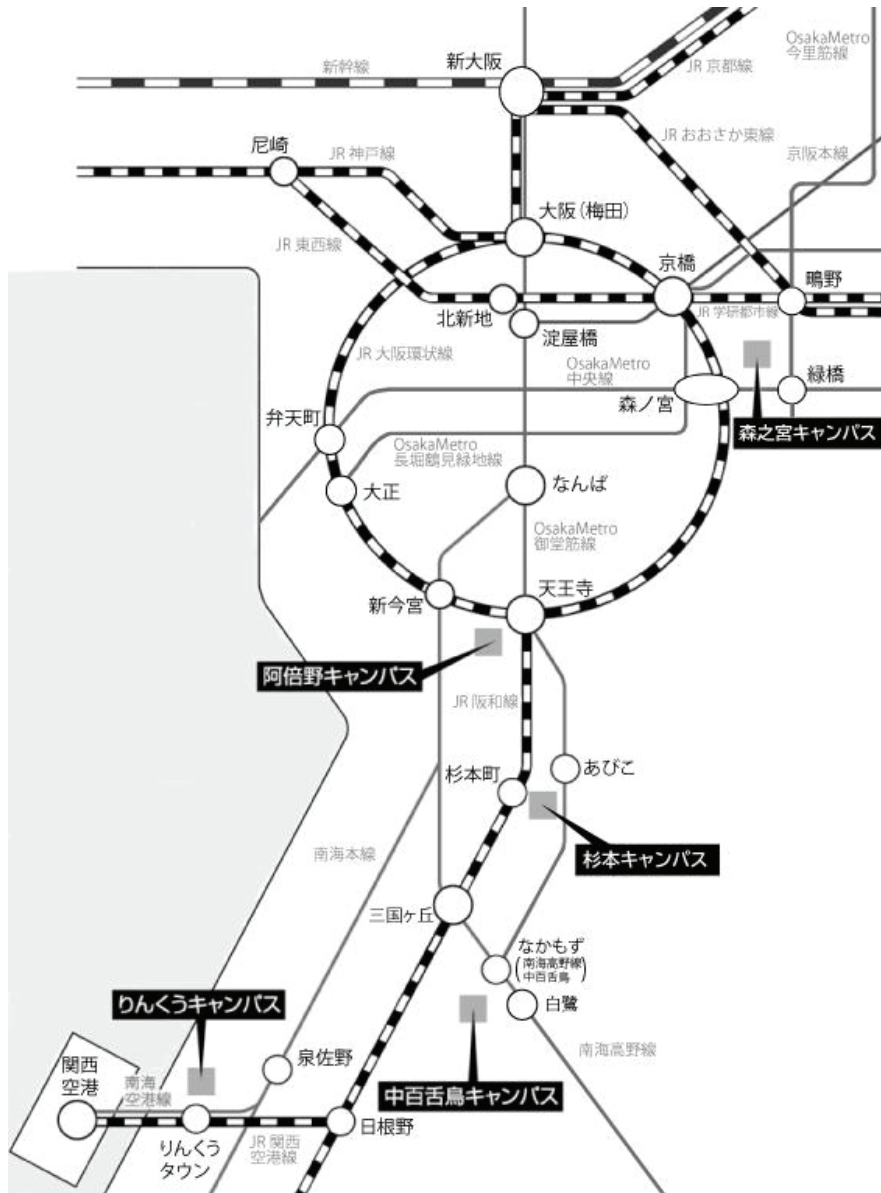 OsakaMetro
今里筋線
新大阪
新幹線
JR 京都線
JR おおさか東線
尼崎
JR 神戸線
京阪本線
大阪（梅田）
JR 東西線
京橋
鴫野
北新地
JR 学研都市線
淀屋橋
JR 大阪環状線
OsakaMetro
中央線
緑橋
森ノ宮
弁天町
森之宮キャンパス
OsakaMetro
長堀鶴見緑地線
大正
なんば
OsakaMetro
御堂筋線
新今宮
天王寺
阿倍野キャンパス
JR 阪和線
杉本町
あびこ
南海本線
杉本キャンパス
三国ヶ丘
なかもず
（南海高野線
中百舌鳥）
りんくうキャンパス
白鷺
関西
空港
泉佐野
南海高野線
南海
空港線
中百舌鳥キャンパス
りんくう
タウン
JR 関西
空港線
日根野